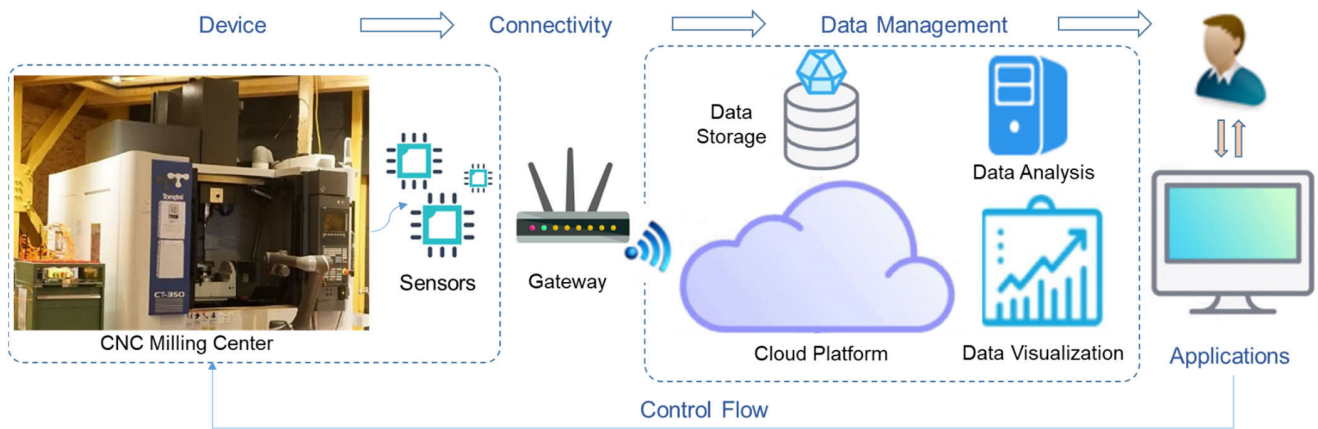 Device
Connectivity
Data Management
Data
Storage
Data Analysis
Tongtai
CT-350
Sensors
Gateway
CNC Milling Center
Cloud Platform
Data Visualization
Applications
Control Flow